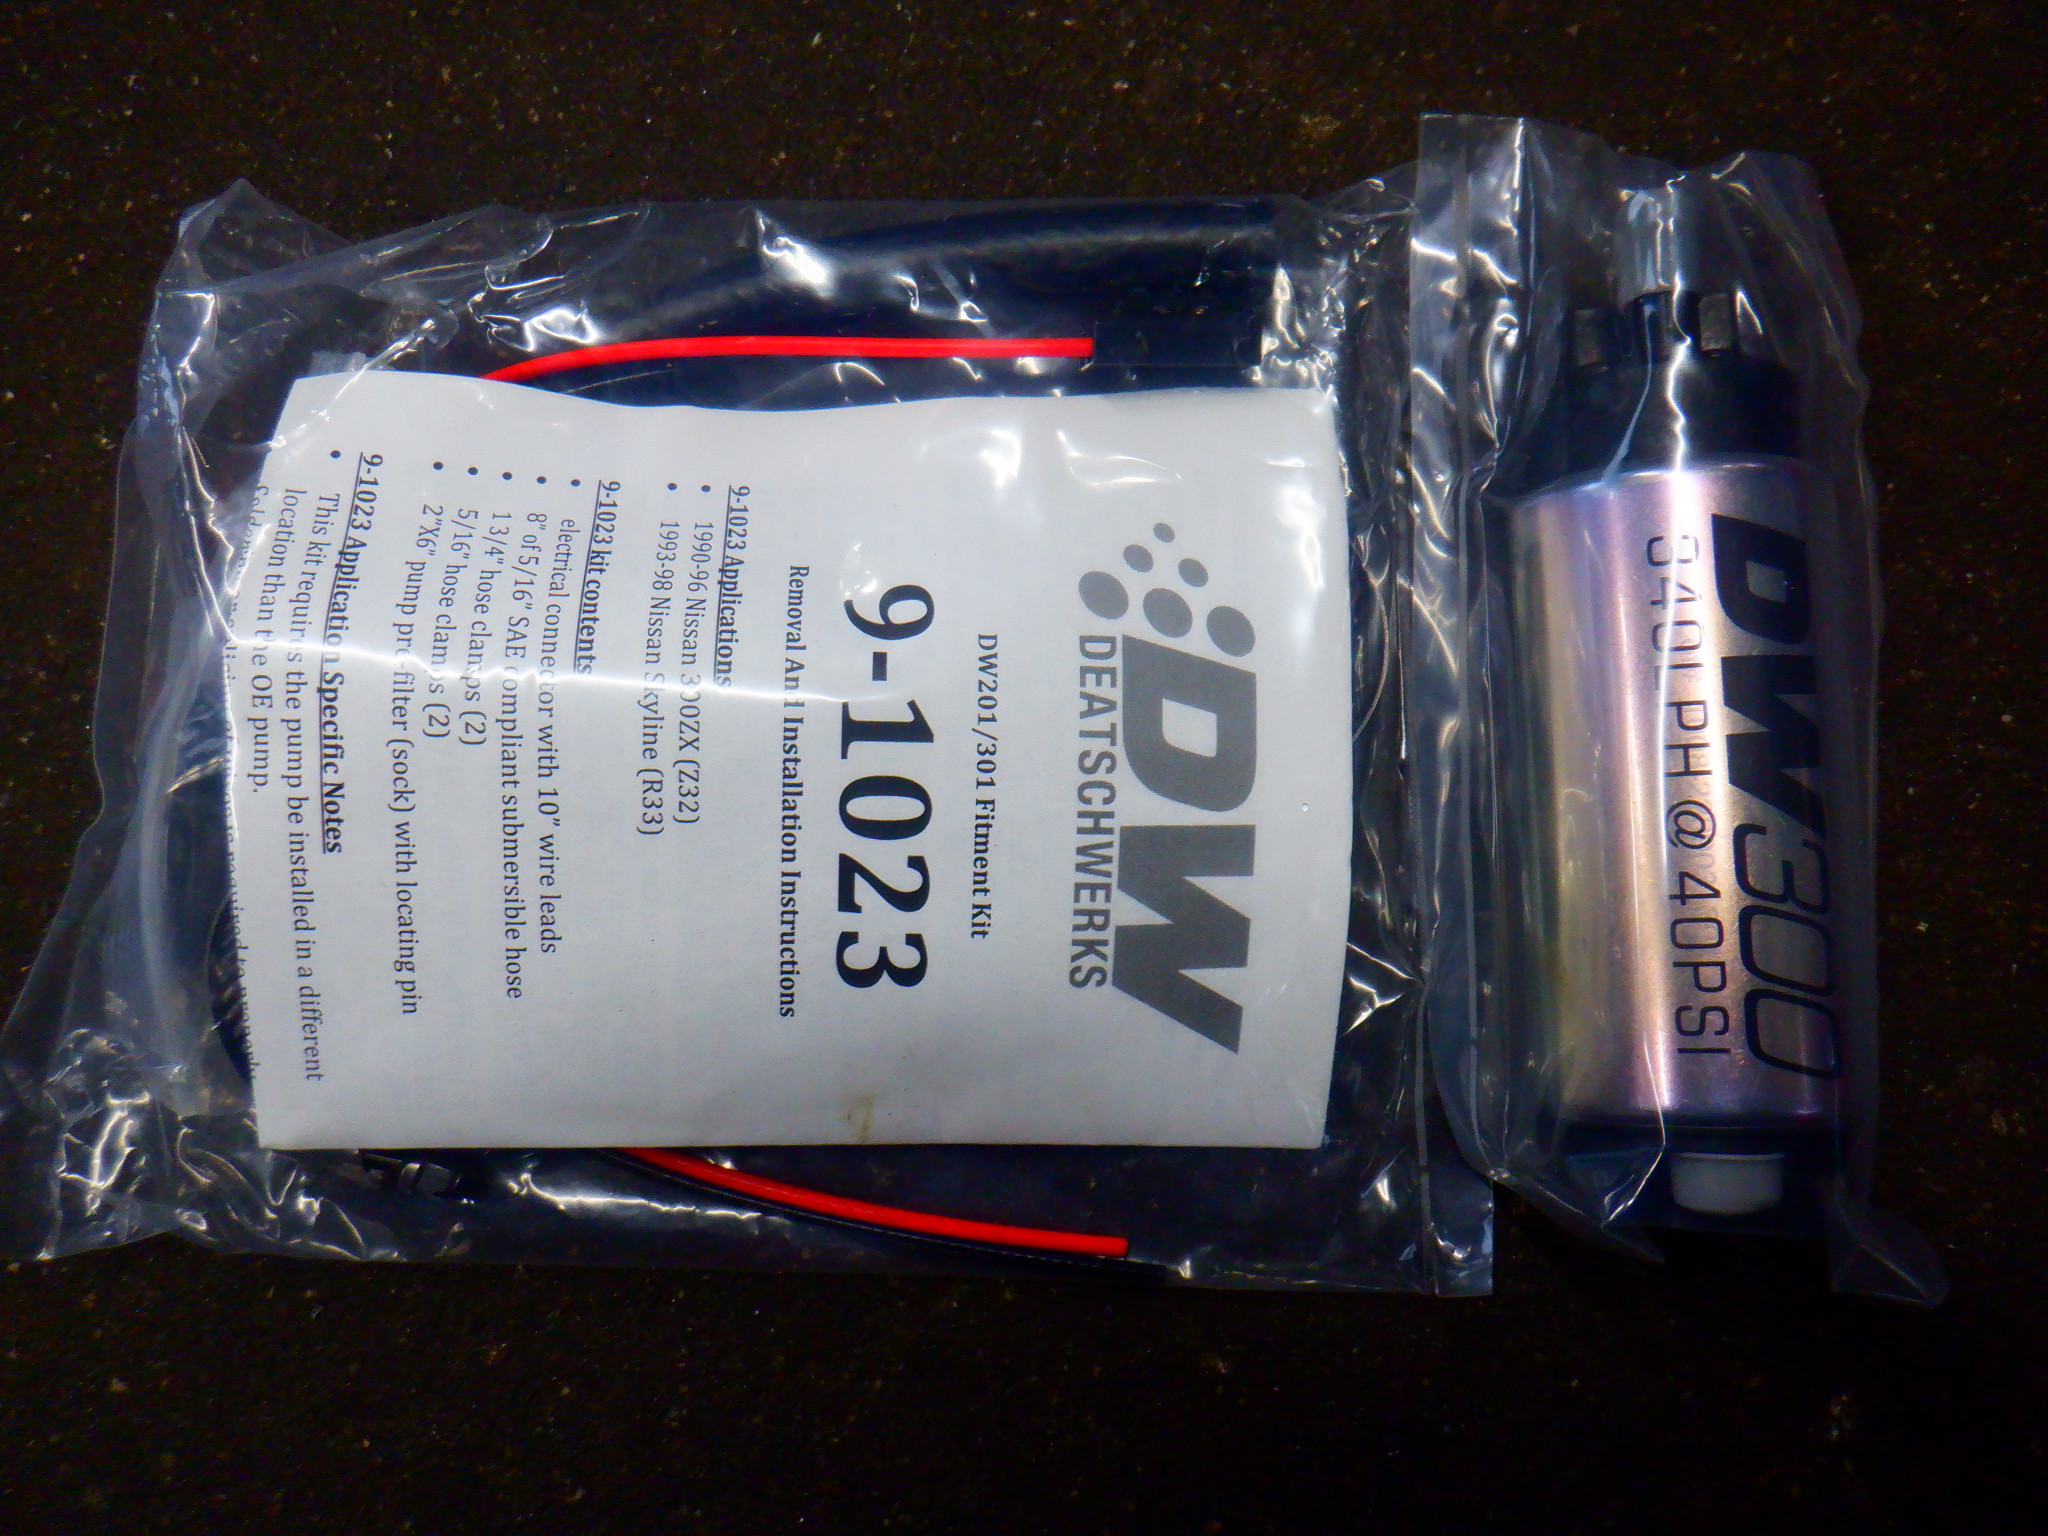 DW
DEATSCHWERKS
DW201/301 Fitment Kit
9-1023
Removal And Installation Instructions
9-1023 Applications
• 1990-96 Nissan 300ZX (Z32)
• 1993-98 Nissan Skyline (R33)
9-1023 kit contents
• electrical connector with 10” wire leads
• 8” of 5/16” SAE compliant submersible hose
• 1 3/4” hose clamps (2)
• 5/16” hose clamps (2)
• 2”X6” pump pre-filter (sock) with locating pin
9-1023 Application Specific Notes
• This kit requires the pump be installed in a different
location than the OE pump.
DW300
340L PH @ 40PSI